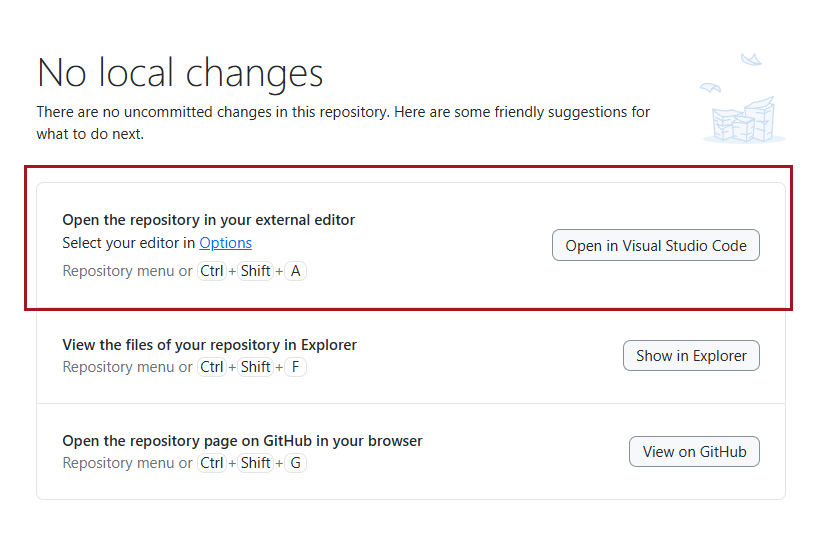 No local changes
There are no uncommitted changes in this repository. Here are some friendly suggestions for
what to do next.
Open the repository in your external editor
Select your editor in Options
Repository menu or Ctrl + Shift + A
Open in Visual Studio Code
View the files of your repository in Explorer
Repository menu or Ctrl + Shift + F
Show in Explorer
Open the repository page on GitHub in your browser
Repository menu or Ctrl + Shift + G
View on GitHub